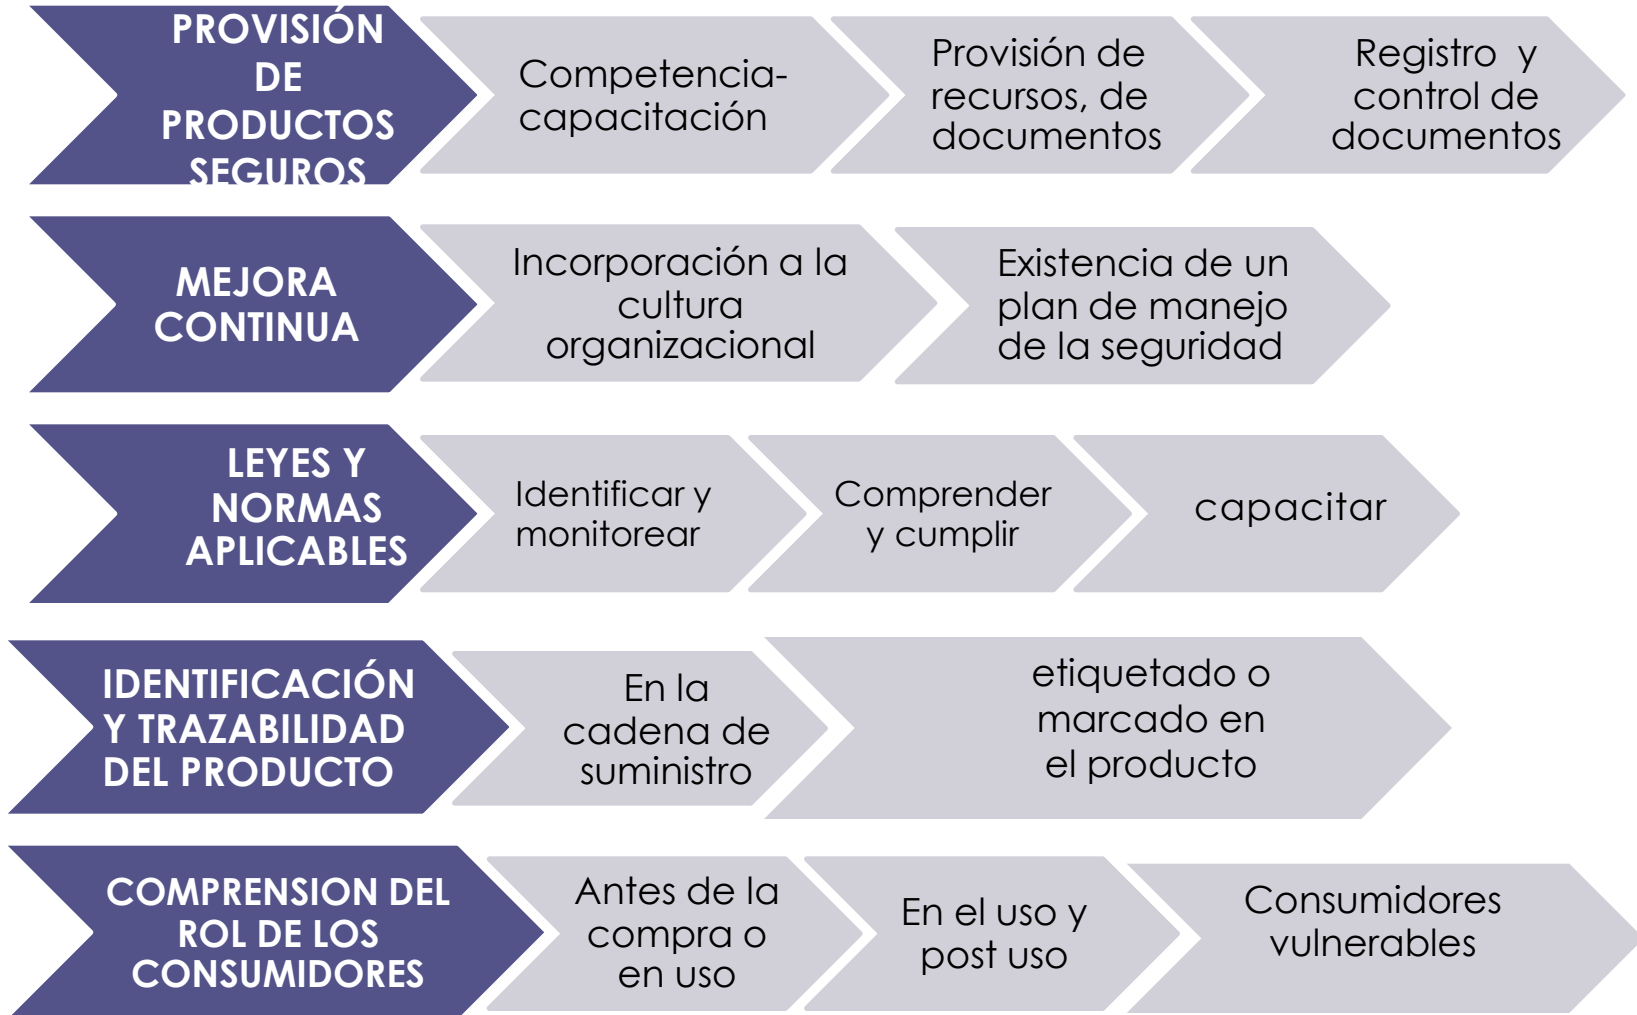 PROVISIÓN
DE
PRODUCTOS
SEGUROS
Competencia-
capacitación
Provisión de
recursos, de
documentos
Registro y
control de
documentos
MEJORA
CONTINUA
Incorporación a la
cultura
organizacional
Existencia de un
plan de manejo
de la seguridad
LEYES Y
NORMAS
APLICABLES
Identificar y
monitorear
Comprender
y cumplir
capacitar
IDENTIFICACIÓN
Y TRAZABILIDAD
DEL PRODUCTO
En la
cadena de
suministro
etiquetado o
marcado en
el producto
COMPRENSION DEL
ROL DE LOS
CONSUMIDORES
Antes de la
compra o
en uso
En el uso y
post uso
Consumidores
vulnerables